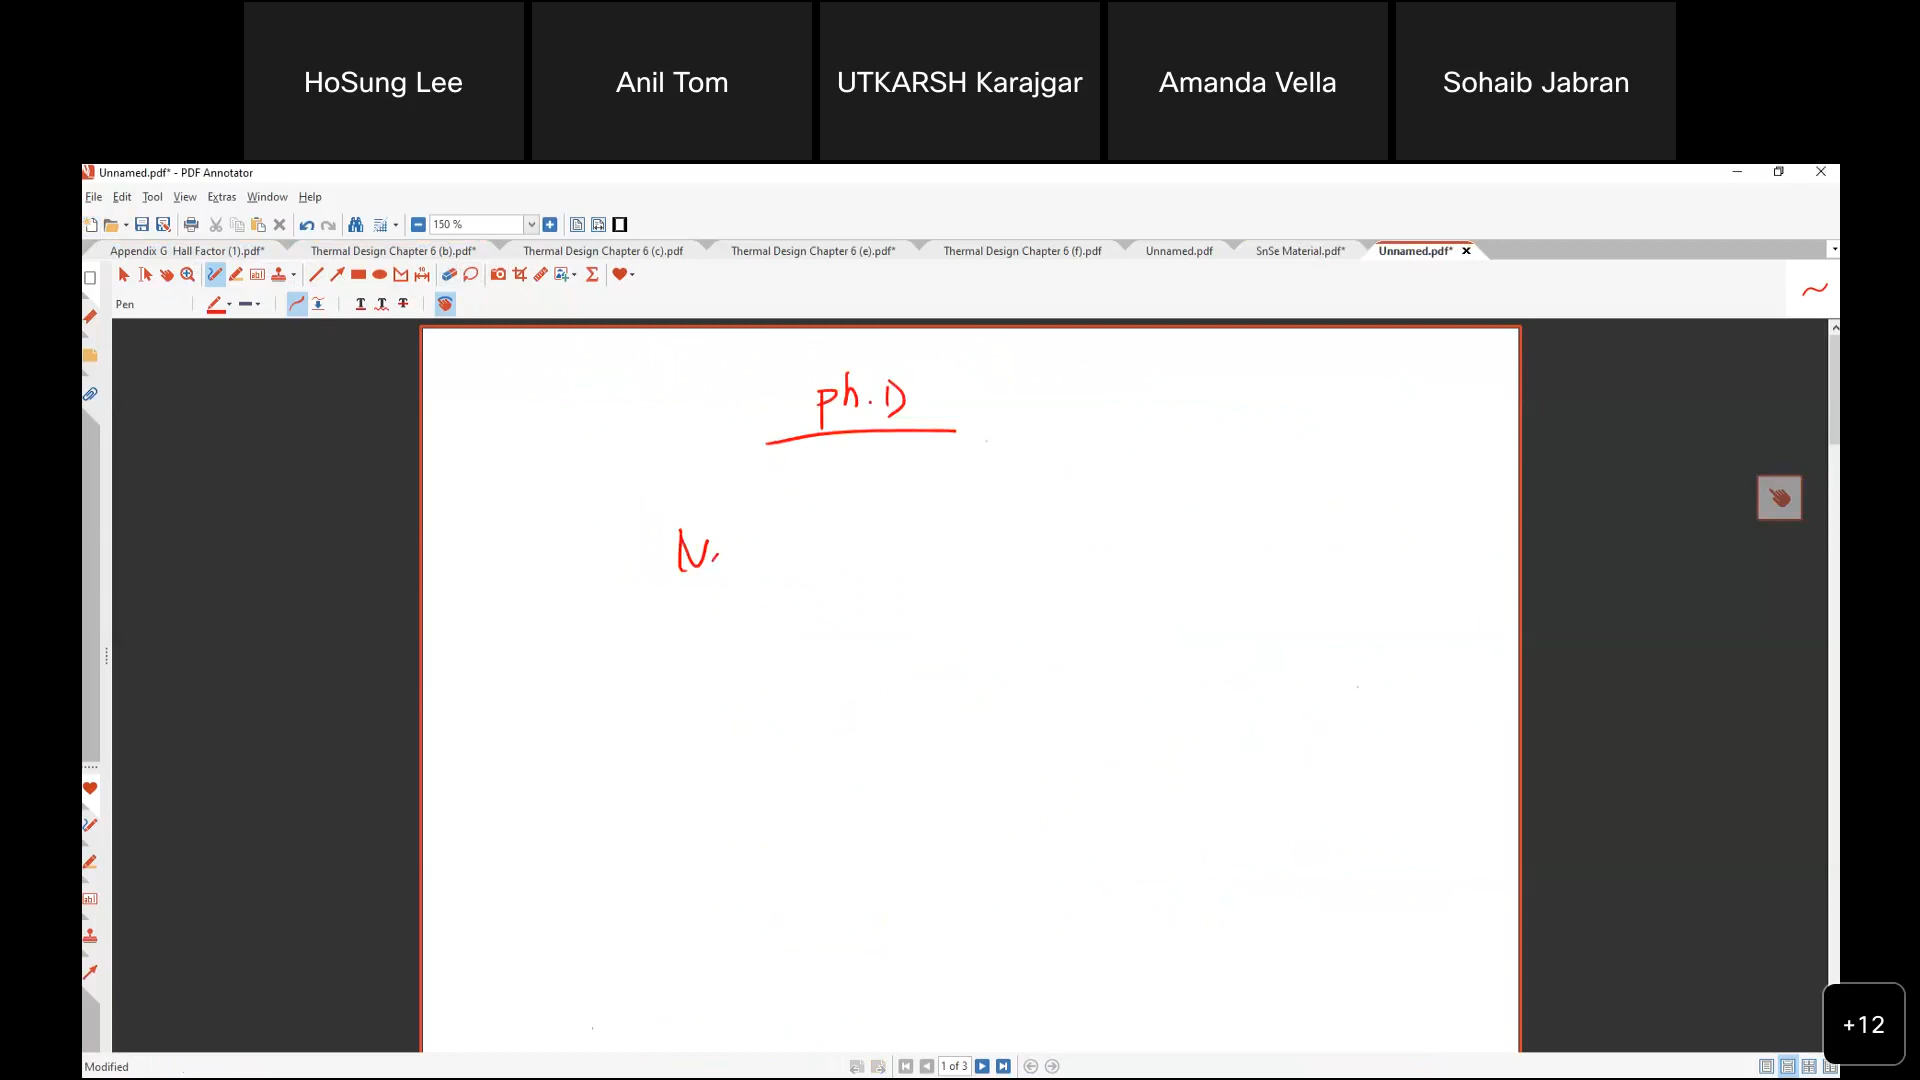 HoSung Lee Anil Tom UTKARSH Karajgar Amanda Vella Sohaib Jabran
Unnamed.pdf* - PDF Annotator
File Edit Tool View Extras Window Help
150 %
Appendix G Hall Factor (1).pdf* Thermal Design Chapter 6 (b).pdf* Thermal Design Chapter 6 (c).pdf Thermal Design Chapter 6 (e).pdf* Thermal Design Chapter 6 (f).pdf Unnamed.pdf SnSe Material.pdf* Unnamed.pdf*
Pen
ph.D
N
+12
Modified 1 of 3